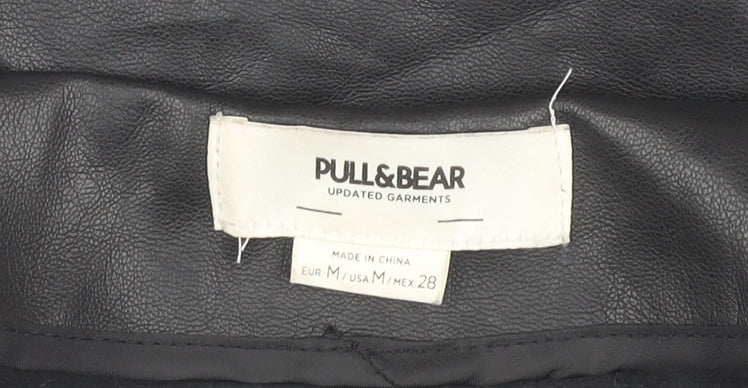 PULL&BEAR
UPDATED GARMENTS
MADE IN CHINA
EUR M/USA M/MEX 28